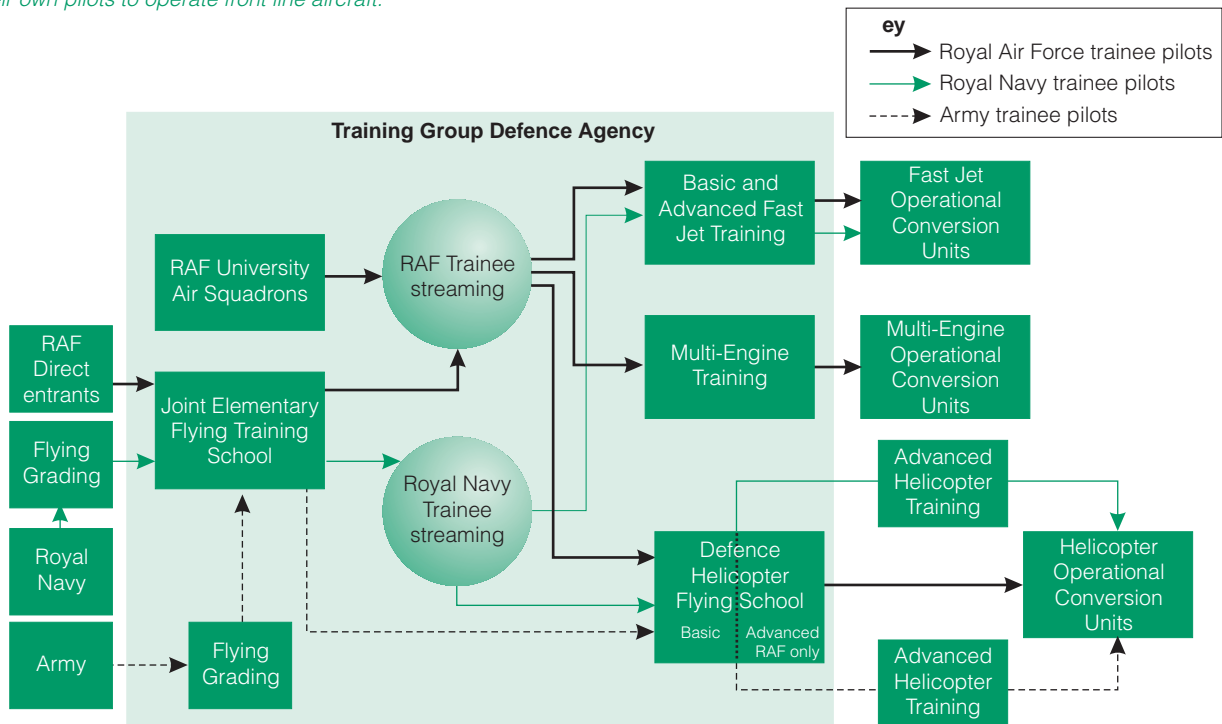 own pilots to operate front line aircraft.
ey
Royal Air Force trainee pilots
Royal Navy trainee pilots
Army trainee pilots
Training Group Defence Agency
RAF University
Air Squadrons
RAF Trainee
streaming
Basic and
Advanced Fast
Jet Training
Fast Jet
Operational
Conversion
Units
RAF
Direct
entrants
Joint Elementary
Flying Training
School
Multi-Engine
Training
Multi-Engine
Operational
Conversion
Units
Flying
Grading
Royal
Navy
Royal Navy
Trainee
streaming
Advanced
Helicopter
Training
Defence
Helicopter
Flying School
Basic
Advanced
RAF only
Helicopter
Operational
Conversion
Units
Army
Flying
Grading
Advanced
Helicopter
Training